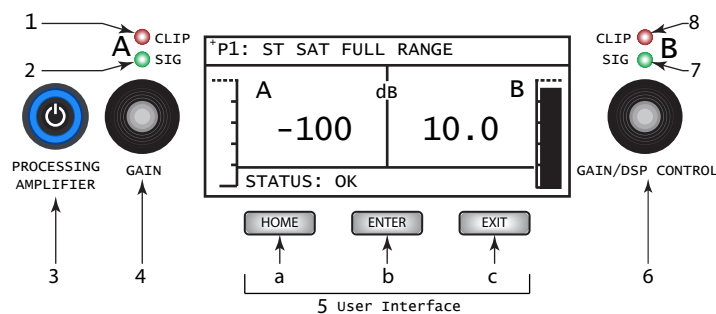 1
CLIP
A
2
SIG
+P1: ST SAT FULL RANGE
A
dB
B
-100
10.0
STATUS: OK
8
CLIP
B
SIG
7
PROCESSING
AMPLIFIER
GAIN
GAIN/DSP CONTROL
HOME
ENTER
EXIT
3
4
a
b
c
6
5 User Interface